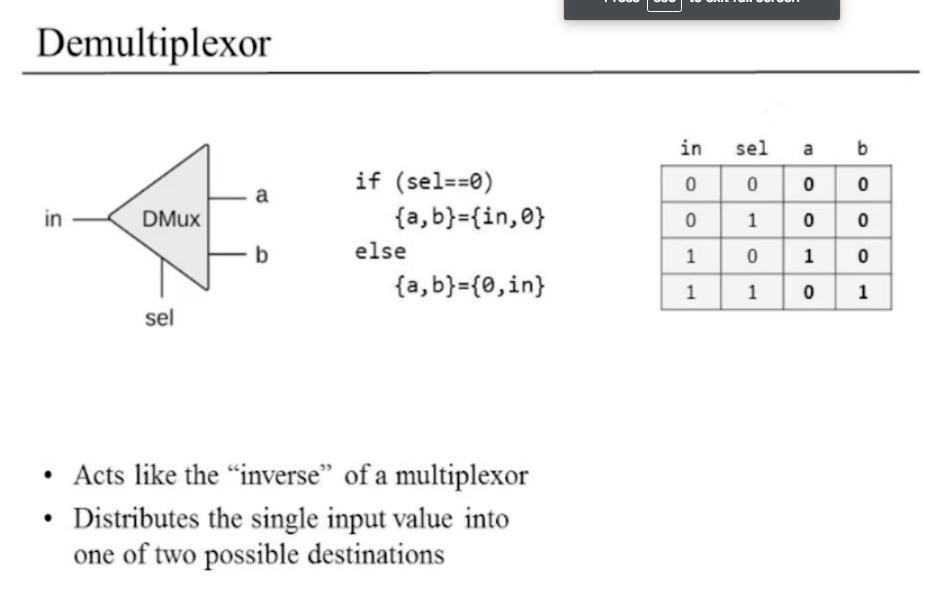 Demultiplexor
in
DMux
a
b
sel
if (sel==0)
{a,b}={in,0}
else
{a,b}={0,in}
in sel a b
0 0 0 0
0 1 0 0
1 0 1 0
1 1 0 1
• Acts like the “inverse” of a multiplexor
• Distributes the single input value into
one of two possible destinations